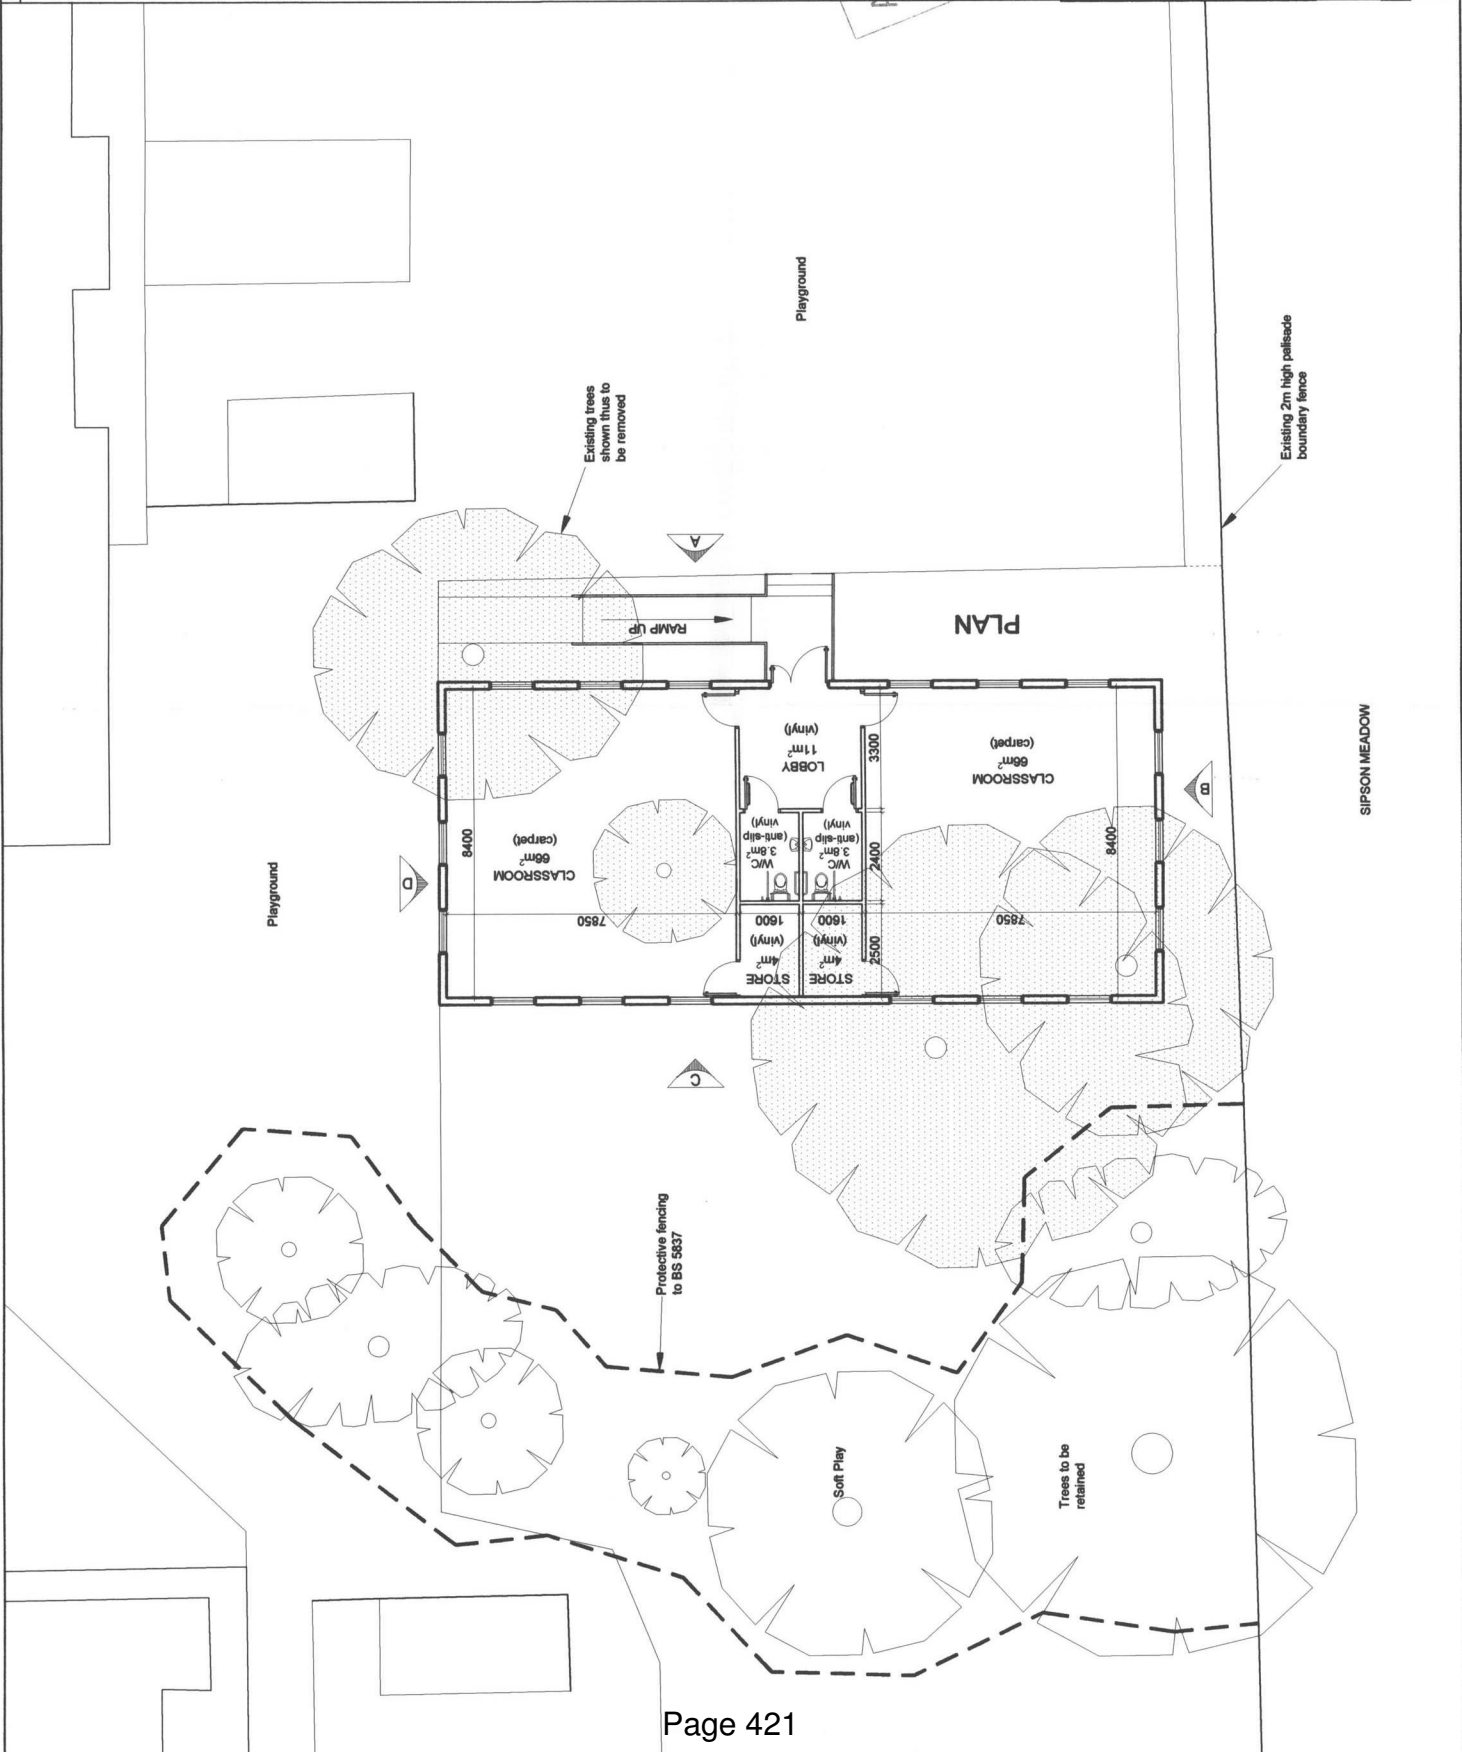 Playground
Existing 2m high palisade
boundary fence
Existing trees
shown thus to
be removed
A
RAMP UP
PLAN
LOBBY
11m²
(vinyl)
3300
CLASSROOM
66m²
(carpet)
8400
B
SIPSON MEADOW
Playground
D
8400
CLASSROOM
66m²
(carpet)
W/C
3.8m²
(anti-slip
vinyl)
W/C
3.8m²
(anti-slip
vinyl)
2400
7850
1600
1600
7850
STORE
4m²
(vinyl)
STORE
4m²
(vinyl)
2500
C
Protective fencing
to BS 5837
Soft Play
Trees to be
retained
Page 421